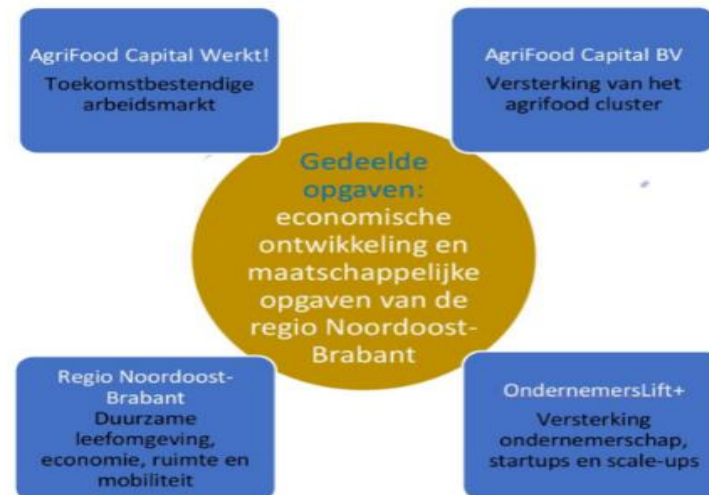 AgriFood Capital Werkt!
Toekomstbestendige
arbeidsmarkt
AgriFood Capital BV
Versterking van het
agrifood cluster
Gedeelde
opgaven:
economische
ontwikkeling en
maatschappelijke
opgaven van de
regio Noordoost-
Brabant
Regio Noordoost-
Brabant
Duurzame
leefomgeving,
economie, ruimte en
mobiliteit
OndernemersLift+
Versterking
ondernemerschap,
startups en scale-ups